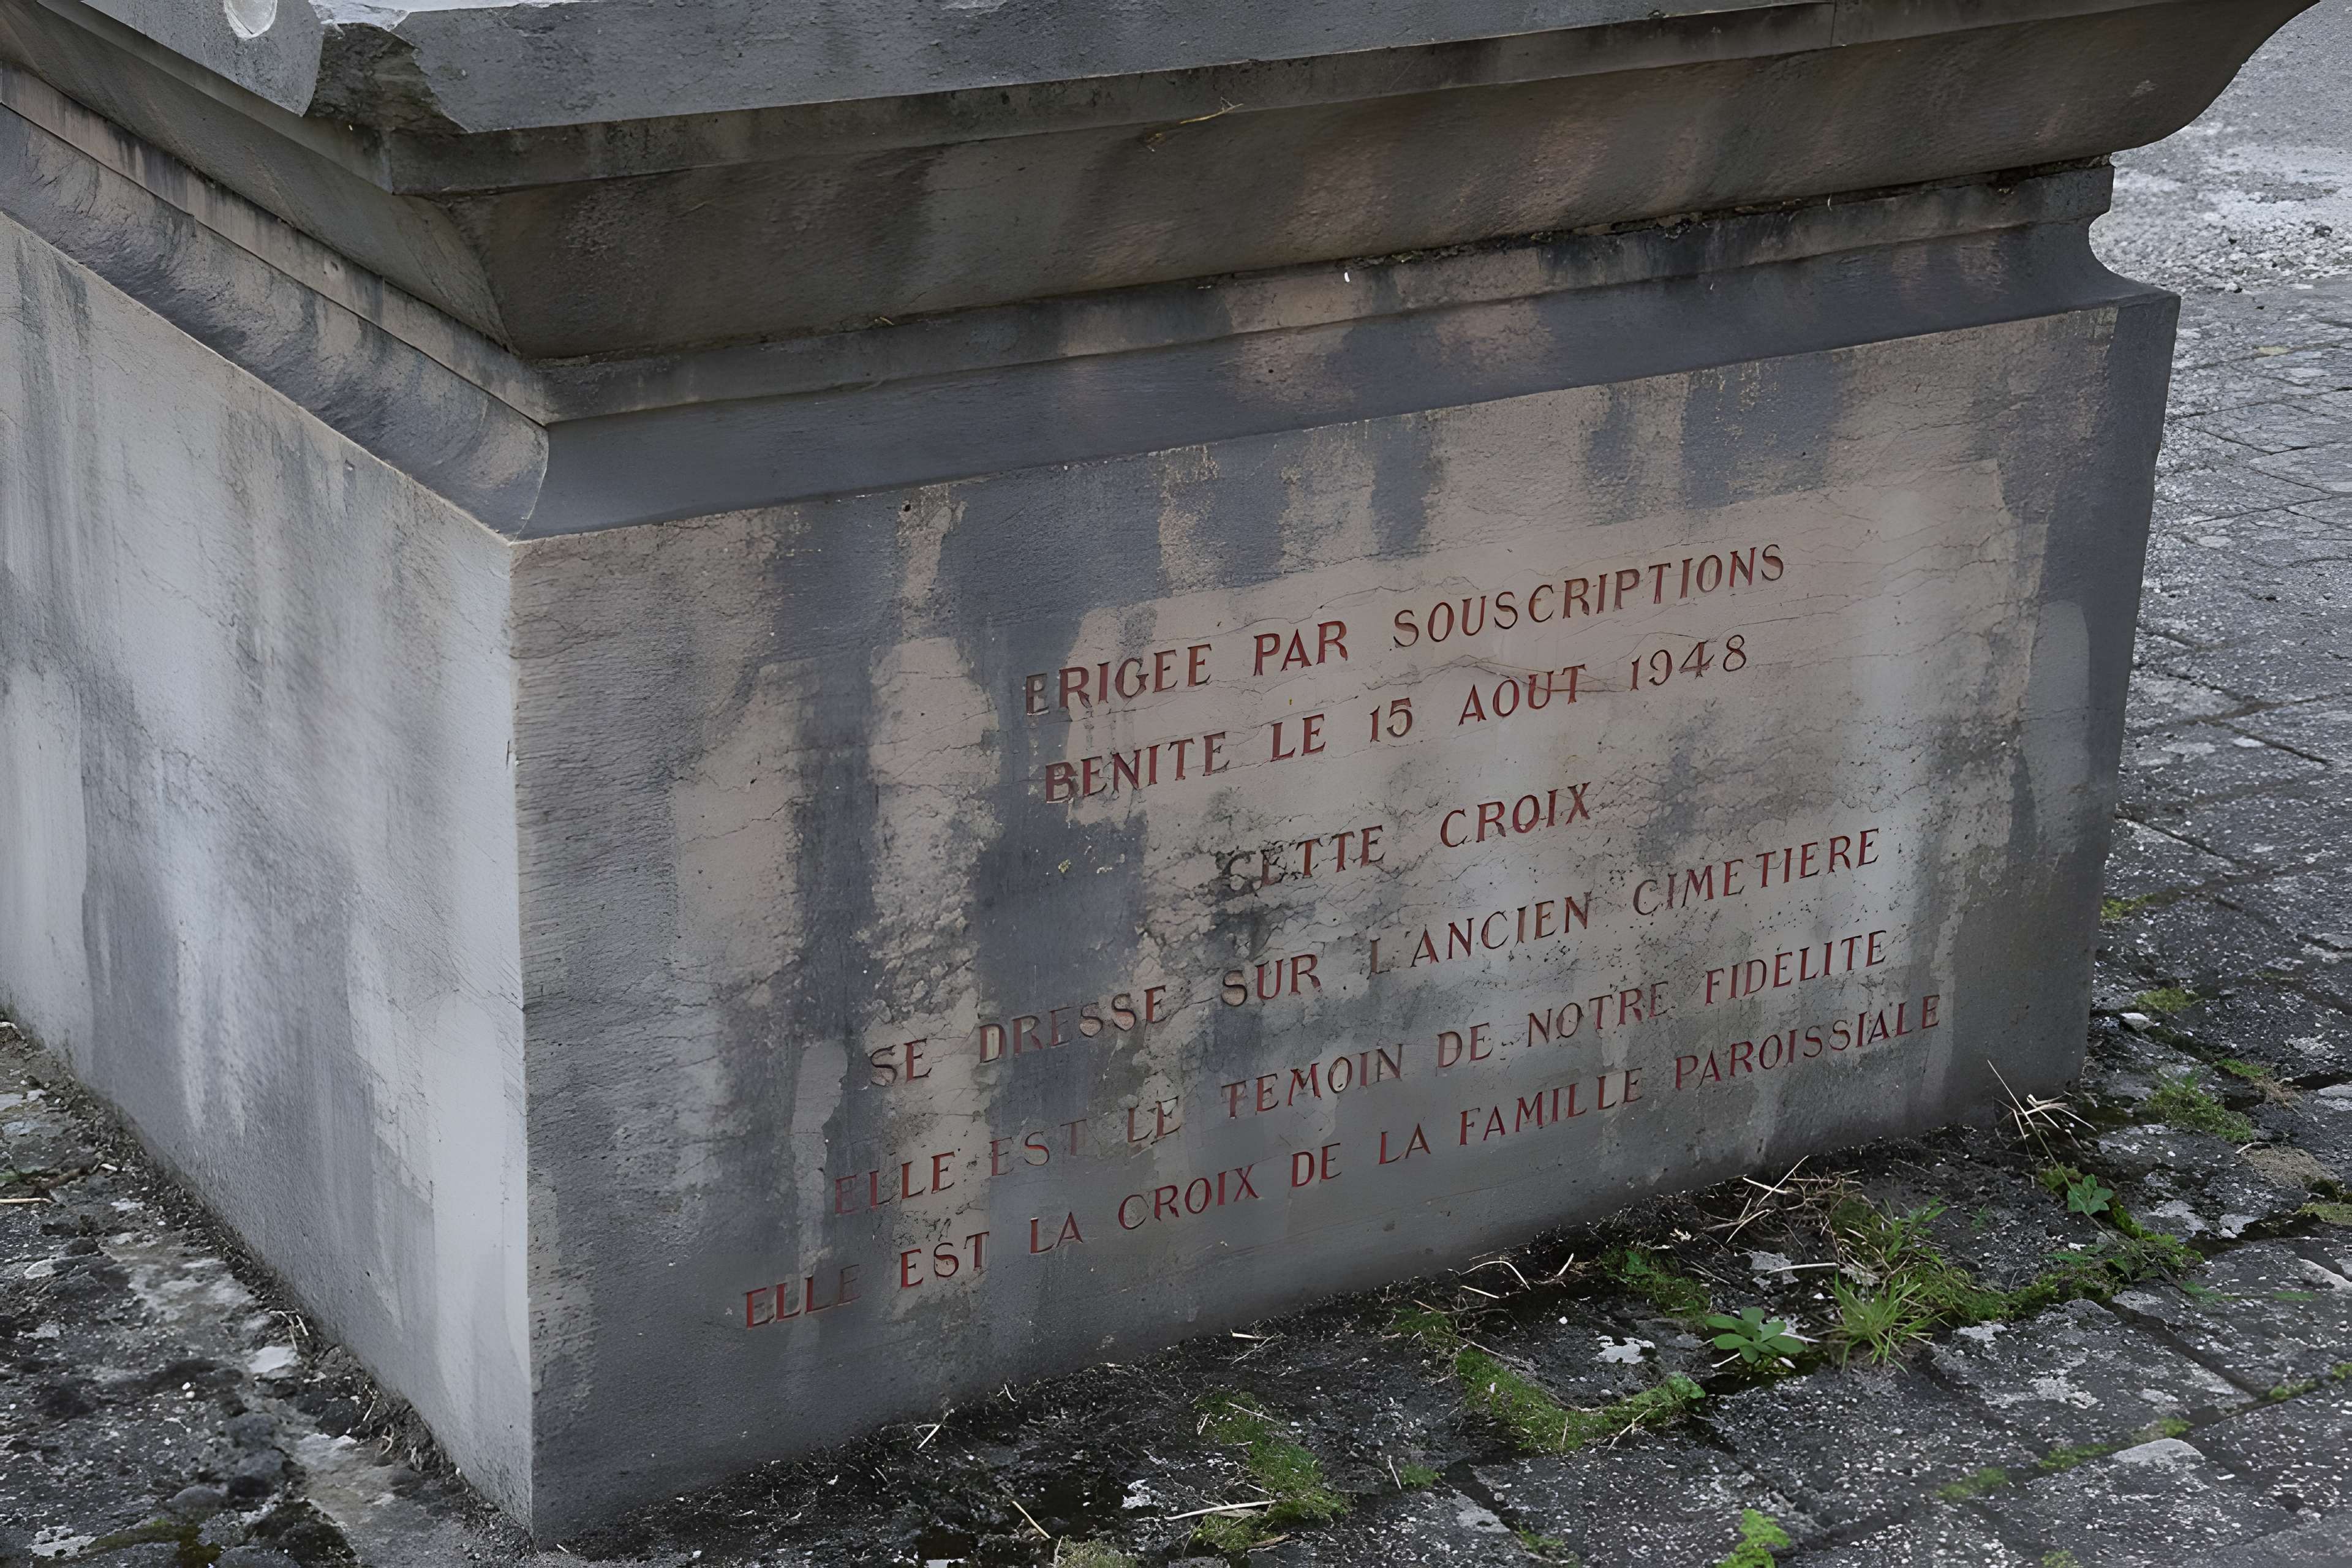 ERIGEE PAR SOUSCRIPTIONS
BENITE LE 15 AOUT 1948
CETTE CROIX
SE DRESSE SUR L'ANCIEN CIMETIERE
ELLE EST LE TEMOIN DE NOTRE FIDELITE
ELLE EST LA CROIX DE LA FAMILLE PAROISSIALE